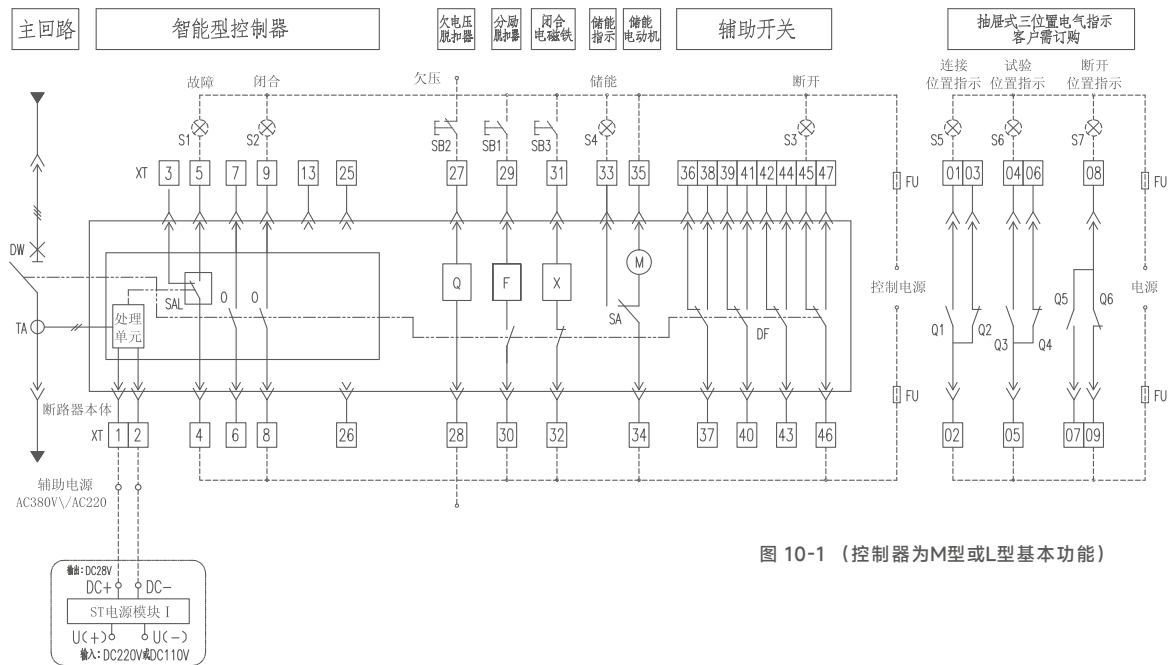 主回路
智能型控制器
欠电压
脱扣器
分励
脱扣器
闭合
电磁铁
储能
指示
储能
电动机
辅助开关
抽屉式三位置电气指示
客户需订购
故障
闭合
欠压
储能
断开
连接
位置指示
试验
位置指示
断开
位置指示
S1
S2
SB2
SB1
SB3
S4
S3
S5
S6
S7
XT
3
5
7
9
13
25
27
29
31
33
35
36
38
39
41
42
44
45
47
01
03
04
06
08
FU
FU
DW
TA
SAL
O
O
处理
单元
Q
F
X
M
SA
DF
控制电源
Q1
Q2
Q3
Q4
Q5
Q6
电源
FU
FU
断路器本体
XT
1
2
4
6
8
26
28
30
32
34
37
40
43
46
02
05
07
09
辅助电源
AC380V\/AC220
输出:DC28V
DC+
DC-
ST电源模块 I
U(+)
U(-)
输入:DC220V或DC110V
图 10-1 （控制器为M型或L型基本功能）